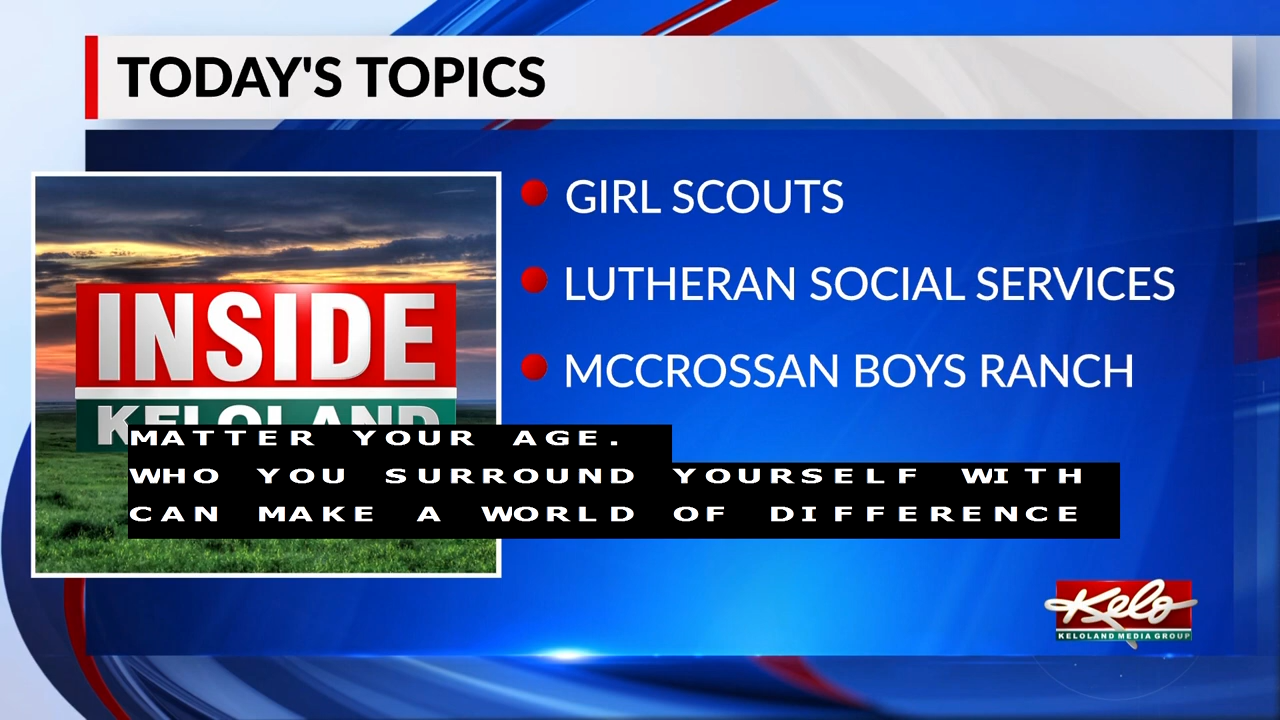 TODAY'S TOPICS
GIRL SCOUTS
LUTHERAN SOCIAL SERVICES
MCCROSSAN BOYS RANCH
INSIDE
KELOLAND
MATTER YOUR AGE.
WHO YOU SURROUND YOURSELF WITH
CAN MAKE A WORLD OF DIFFERENCE
Kelo
KELOLAND MEDIA GROUP